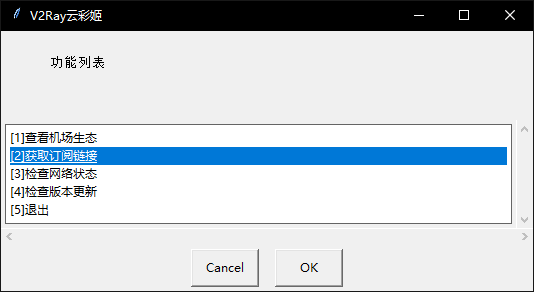 V2Ray云彩姬
功能列表
[1]查看机场生态
[2]获取订阅链接
[3]检查网络状态
[4]检查版本更新
[5]退出
Cancel OK